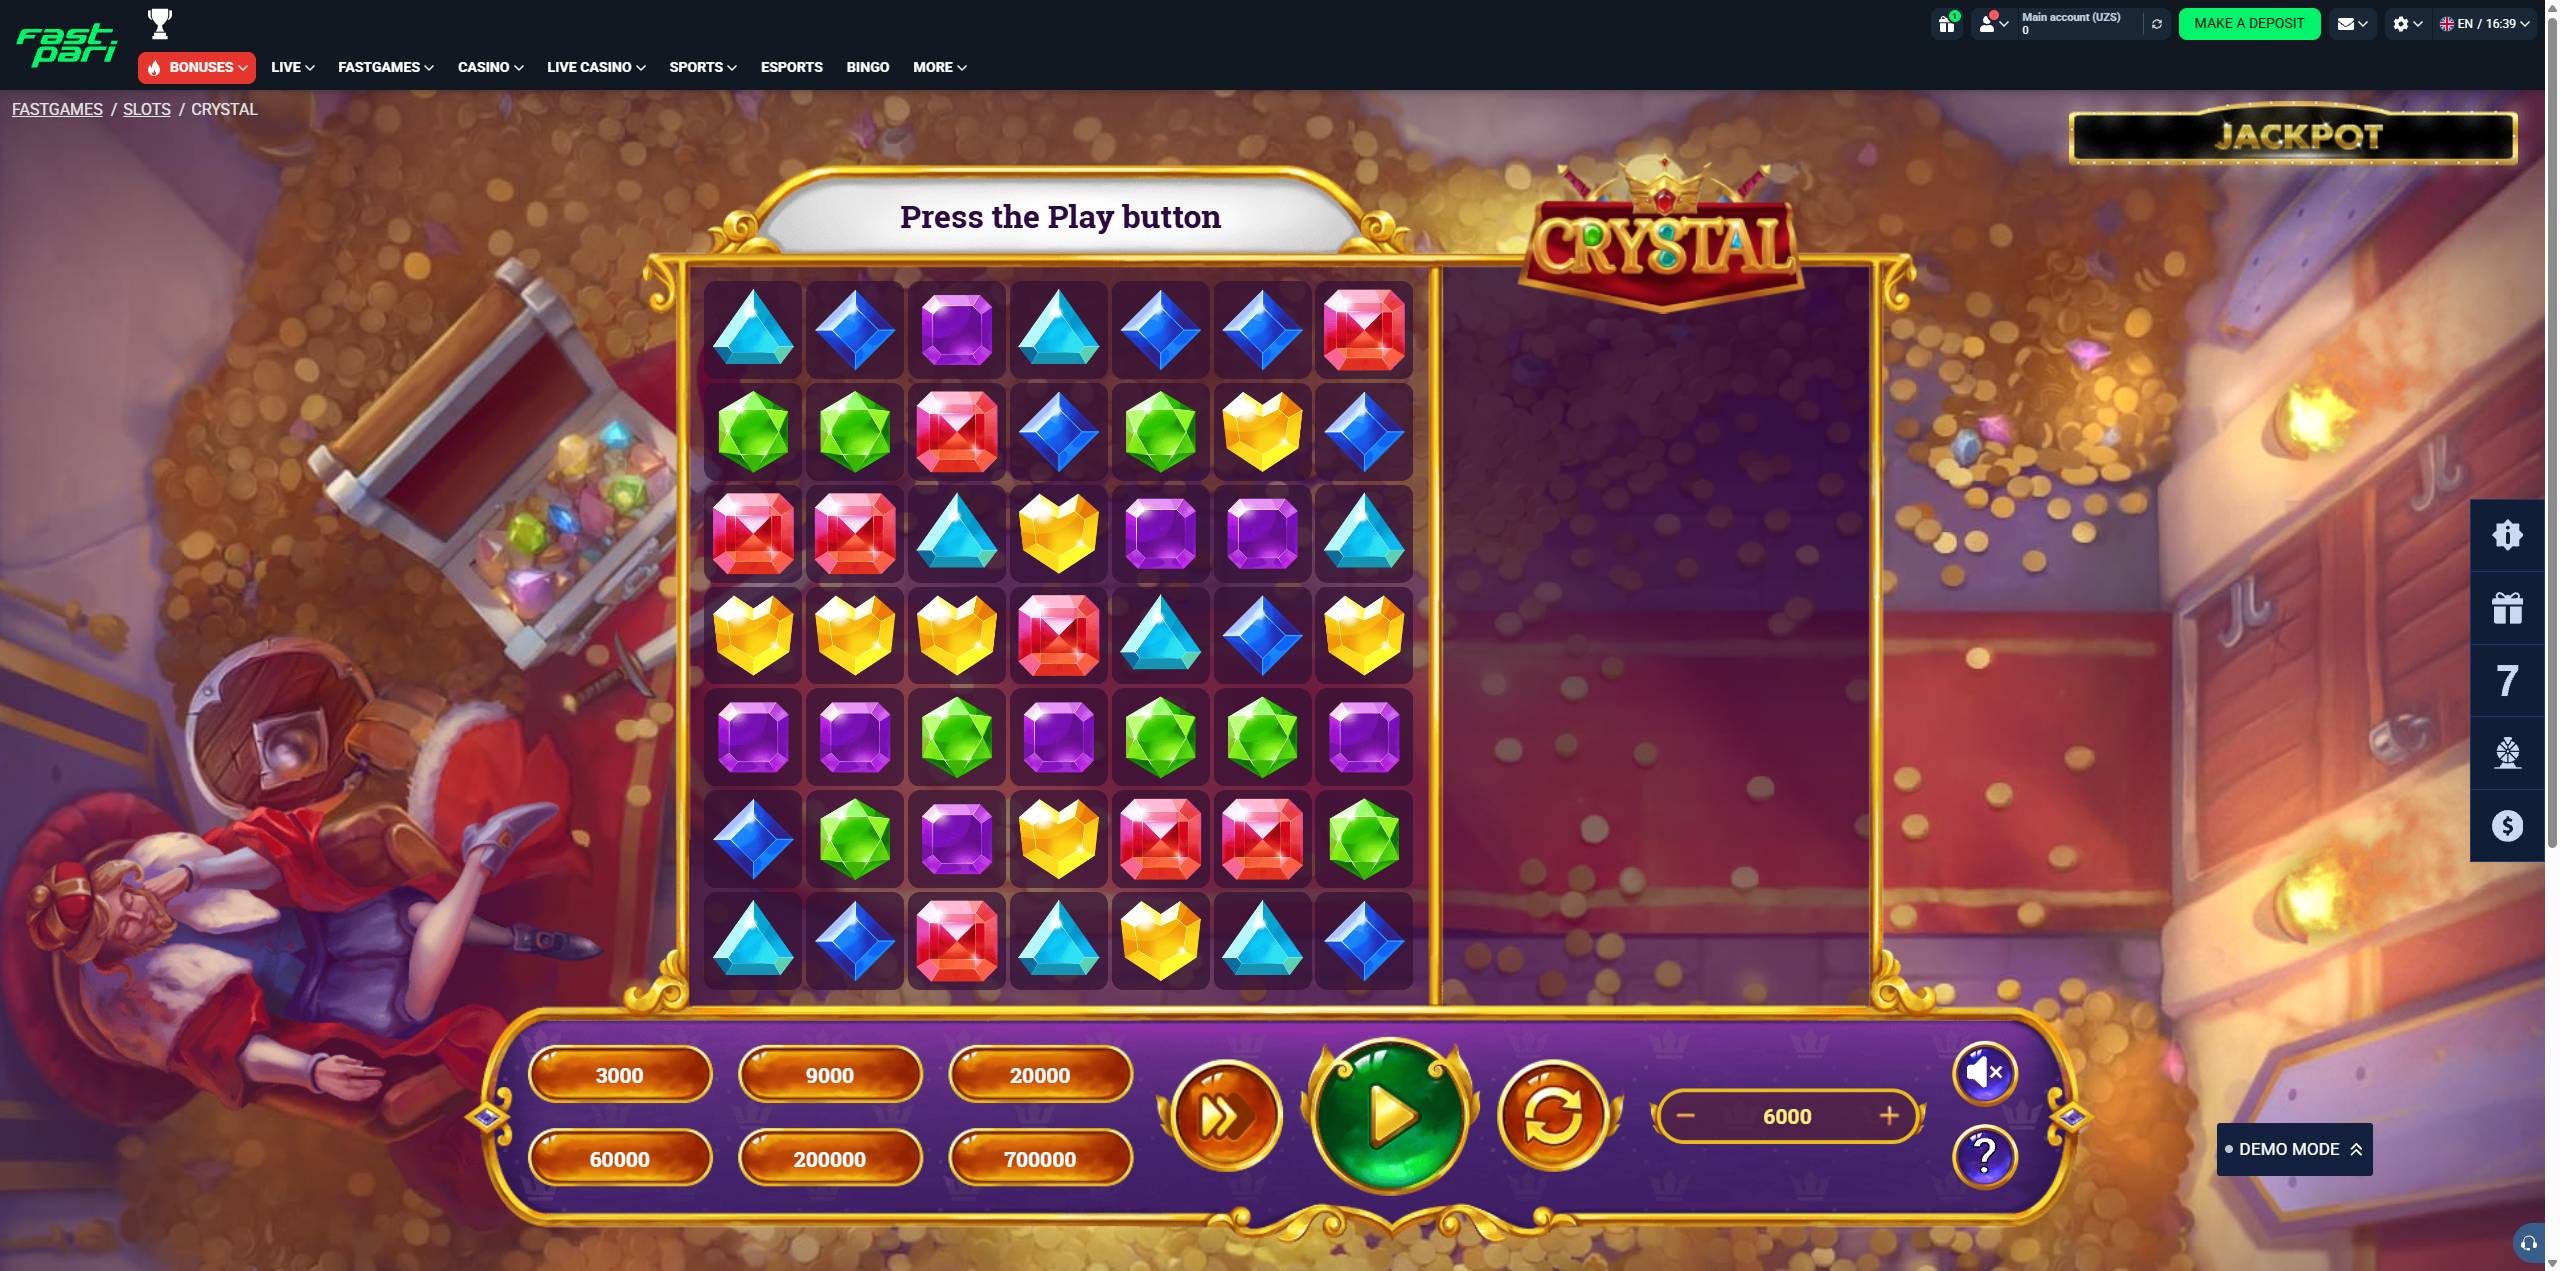 fast pari
BONUSES
LIVE
FASTGAMES
CASINO
LIVE CASINO
SPORTS
ESPORTS
BINGO
MORE
1
Main account (UZS)
0
MAKE A DEPOSIT
EN / 16:39
FASTGAMES / SLOTS / CRYSTAL
JACKPOT
Press the Play button
CRYSTAL
7
3000
9000
20000
60000
200000
700000
− 6000 +
?
DEMO MODE